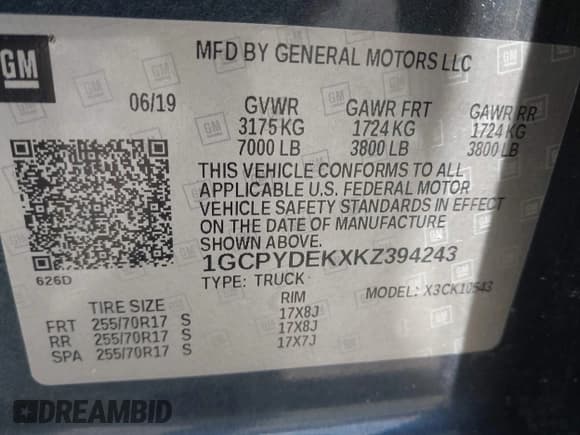 GM
MFD BY GENERAL MOTORS LLC
06/19 GVWR GAWR FRT GAWR RR
3175 KG 1724 KG 1724 KG
7000 LB 3800 LB 3800 LB
THIS VEHICLE CONFORMS TO ALL
APPLICABLE U.S. FEDERAL MOTOR
VEHICLE SAFETY STANDARDS IN EFFECT
ON THE DATE OF MANUFACTURE
SHOWN ABOVE.
626D
1GCPYDEKXKZ394243
TYPE: TRUCK MODEL: X3CK10543
TIRE SIZE RIM
FRT 255/70R17 S 17X8J
RR 255/70R17 S 17X8J
SPA 255/70R17 S 17X7J
DREAMBID